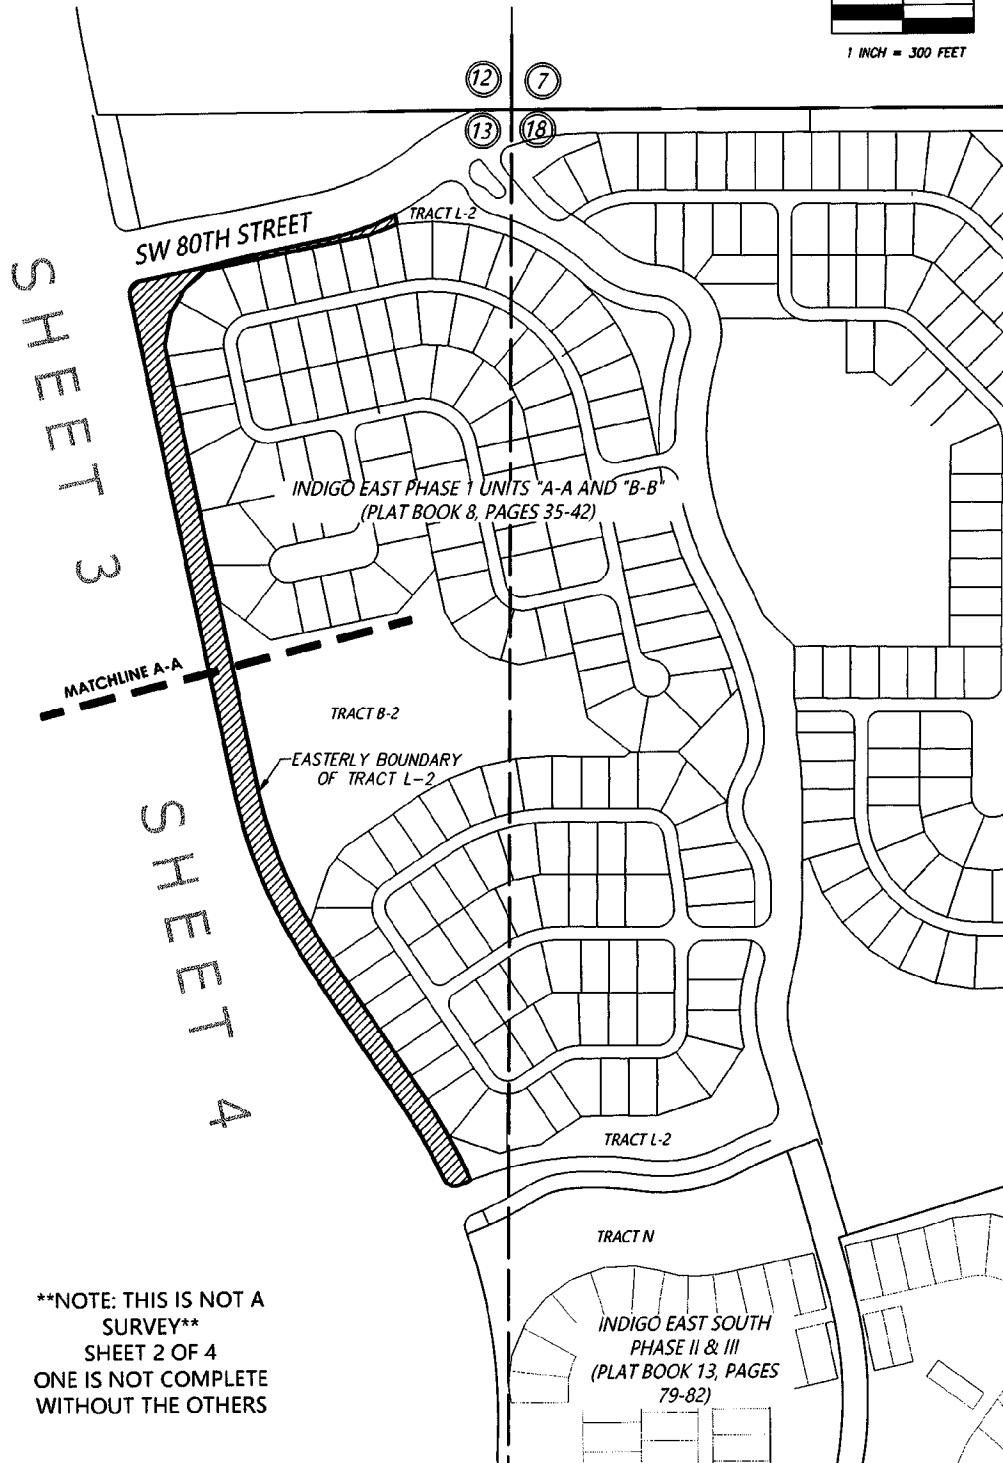 1 INCH = 300 FEET
12
7
13
18
TRACT L-2
SW 80TH STREET
SHEET 3
INDIGO EAST PHASE 1 UNITS "A-A AND "B-B"
(PLAT BOOK 8, PAGES 35-42)
MATCHLINE A-A
TRACT B-2
EASTERLY BOUNDARY
OF TRACT L-2
SHEET 4
TRACT L-2
TRACT N
**NOTE: THIS IS NOT A
SURVEY**
SHEET 2 OF 4
ONE IS NOT COMPLETE
WITHOUT THE OTHERS
INDIGO EAST SOUTH
PHASE II & III
(PLAT BOOK 13, PAGES
79-82)